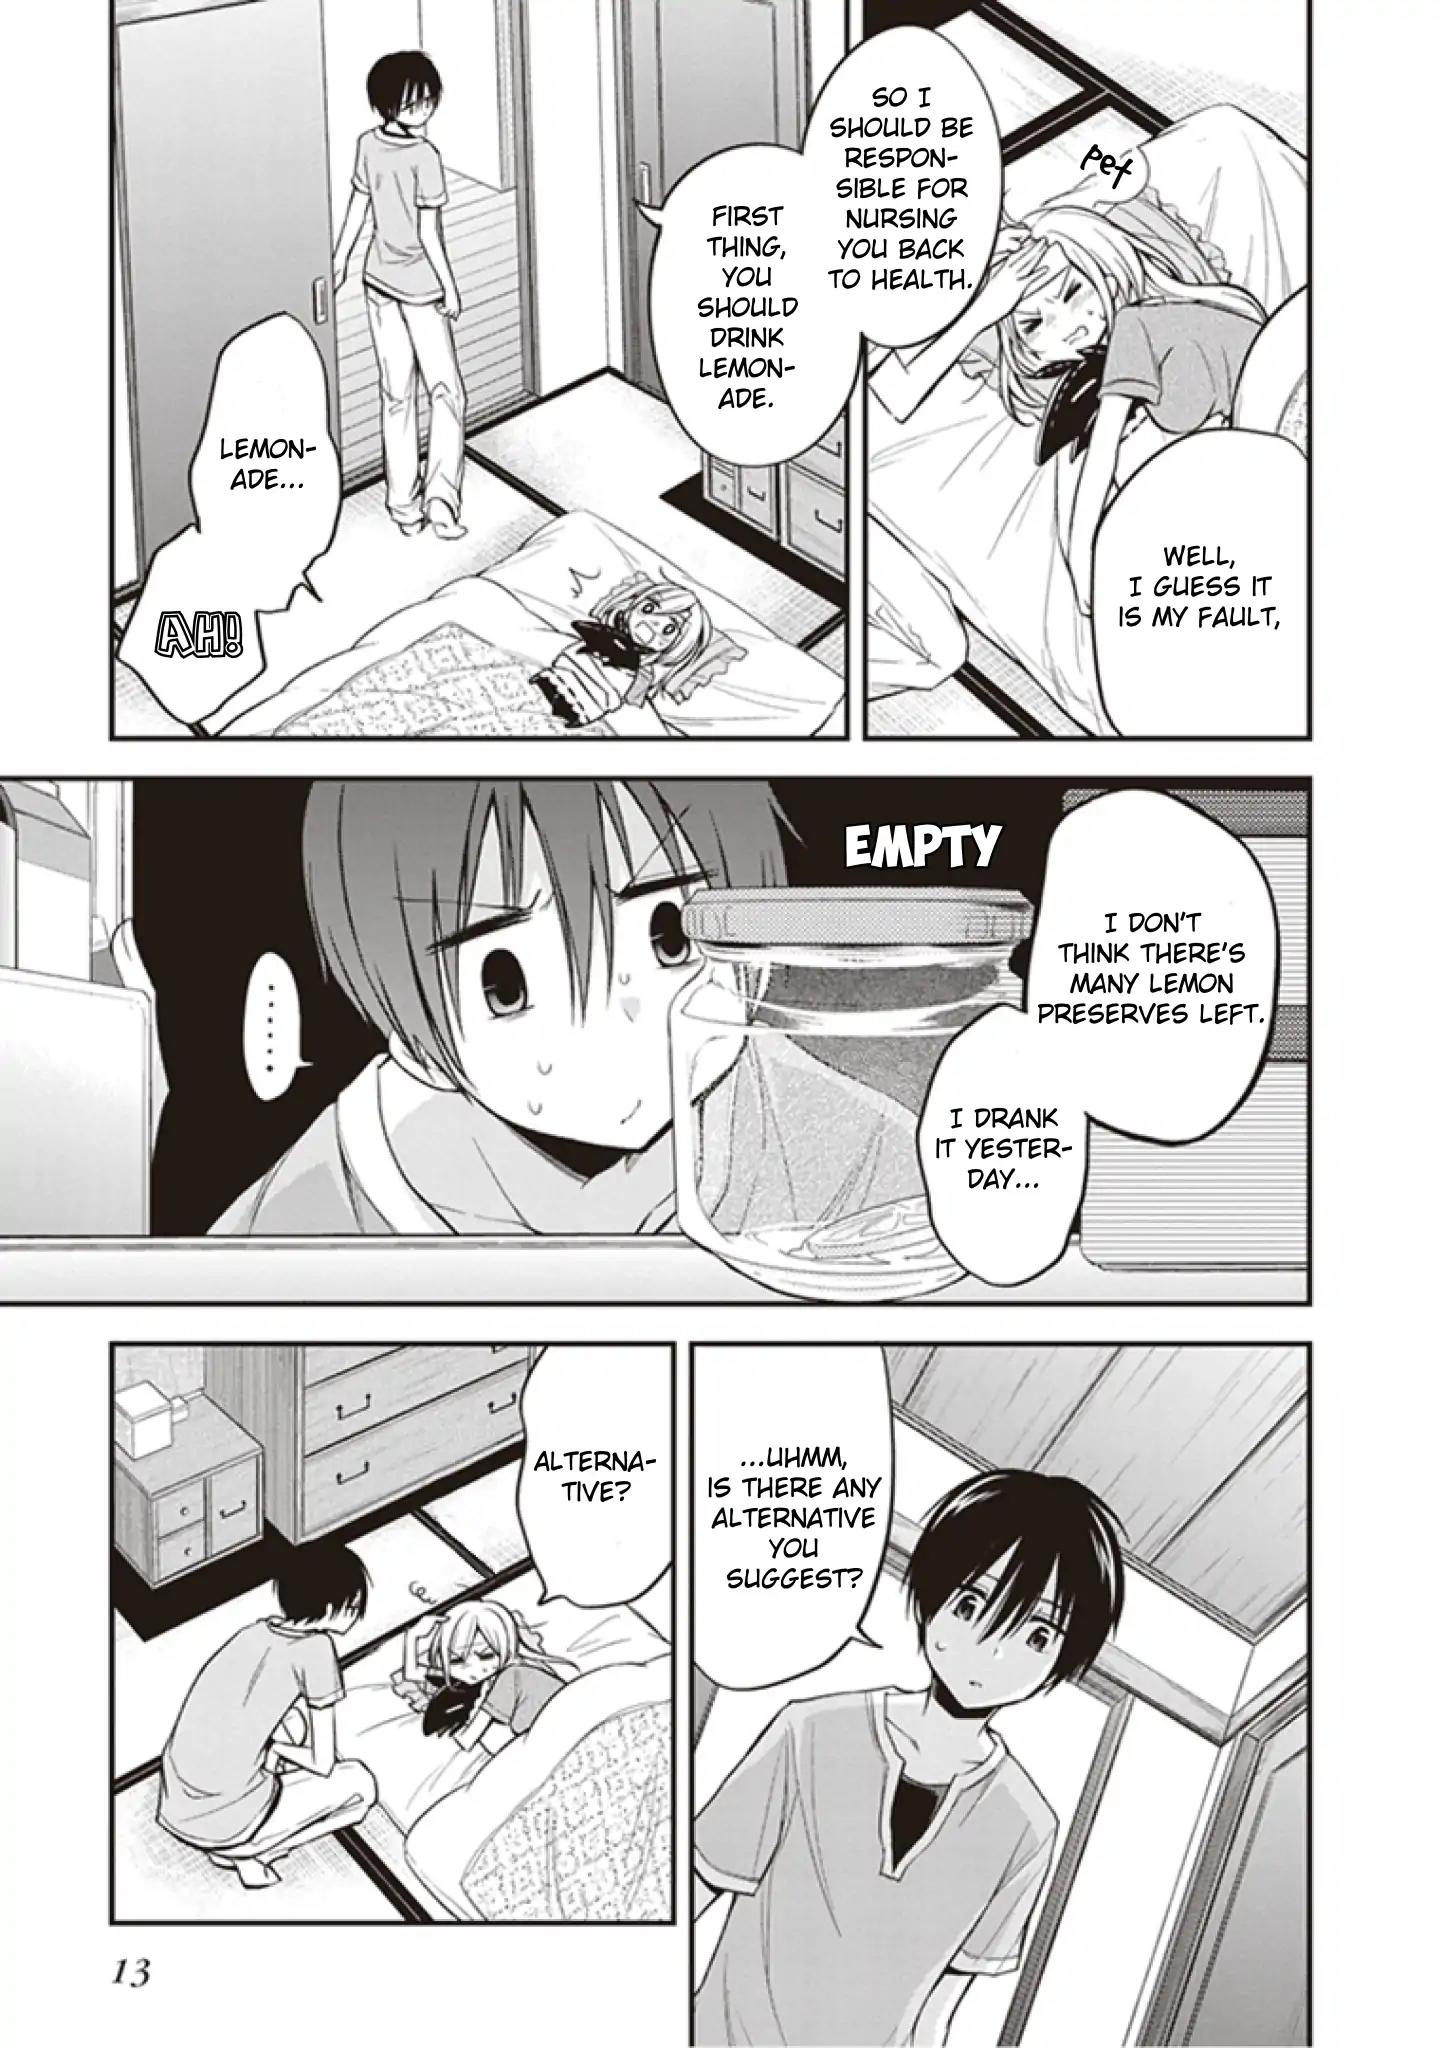 WELL,
I GUESS IT
IS MY FAULT,
pet
SO I
SHOULD BE
RESPON-
SIBLE FOR
NURSING
YOU BACK
TO HEALTH.
FIRST
THING,
YOU
SHOULD
DRINK
LEMON-
ADE.
LEMON-
ADE...
AH!
I DON'T
THINK THERE'S
MANY LEMON
PRESERVES LEFT.
I DRANK
IT YESTER-
DAY...
EMPTY
.......
...UHMM,
IS THERE ANY
ALTERNATIVE
YOU
SUGGEST?
ALTERNA-
TIVE?
13